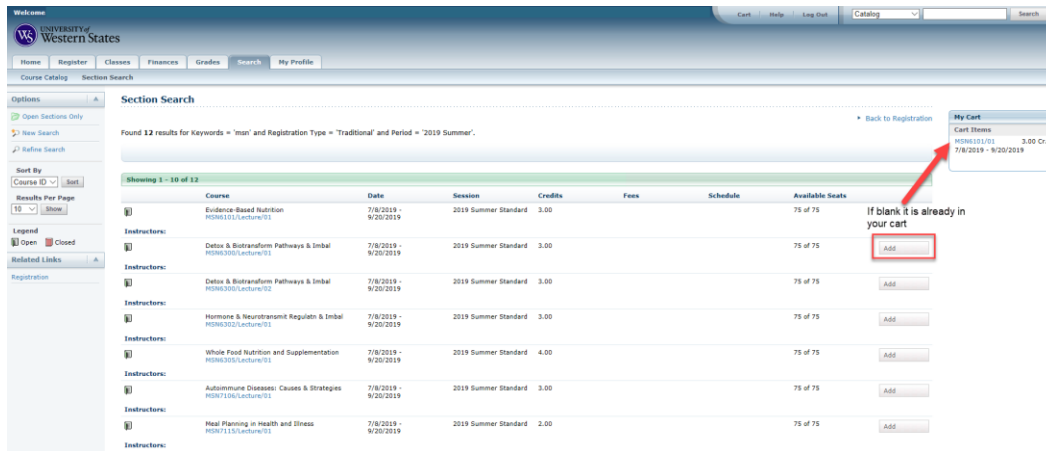 Welcome
Cart Help Log Out Catalog Search
WS UNIVERSITY of
Western States
Home Register Classes Finances Grades Search My Profile
Course Catalog Section Search
Options
Open Sections Only
New Search
Refine Search
Sort By
Course ID Sort
Results Per Page
10 Show
Legend
Open Closed
Related Links
Registration
Section Search
Back to Registration
Found 12 results for Keywords = 'msn' and Registration Type = 'Traditional' and Period = '2019 Summer'.
Showing 1 - 10 of 12
Course Date Session Credits Fees Schedule Available Seats
Evidence-Based Nutrition 7/8/2019 - 2019 Summer Standard 3.00 75 of 75
MSN6101/Lecture/01 9/20/2019
Instructors:
Detox & Biotransform Pathways & Imbal 7/8/2019 - 2019 Summer Standard 3.00 75 of 75 Add
MSN6300/Lecture/01 9/20/2019
Instructors:
Detox & Biotransform Pathways & Imbal 7/8/2019 - 2019 Summer Standard 3.00 75 of 75 Add
MSN6300/Lecture/02 9/20/2019
Instructors:
Hormone & Neurotransmit Regulatn & Imbal 7/8/2019 - 2019 Summer Standard 3.00 75 of 75 Add
MSN6302/Lecture/01 9/20/2019
Instructors:
Whole Food Nutrition and Supplementation 7/8/2019 - 2019 Summer Standard 4.00 75 of 75 Add
MSN6305/Lecture/01 9/20/2019
Instructors:
Autoimmune Diseases: Causes & Strategies 7/8/2019 - 2019 Summer Standard 3.00 75 of 75 Add
MSN7106/Lecture/01 9/20/2019
Instructors:
Meal Planning in Health and Illness 7/8/2019 - 2019 Summer Standard 2.00 75 of 75 Add
MSN7115/Lecture/01 9/20/2019
Instructors:
My Cart
Cart Items
MSN6101/01 3.00 Cr.
7/8/2019 - 9/20/2019
If blank it is already in
your cart